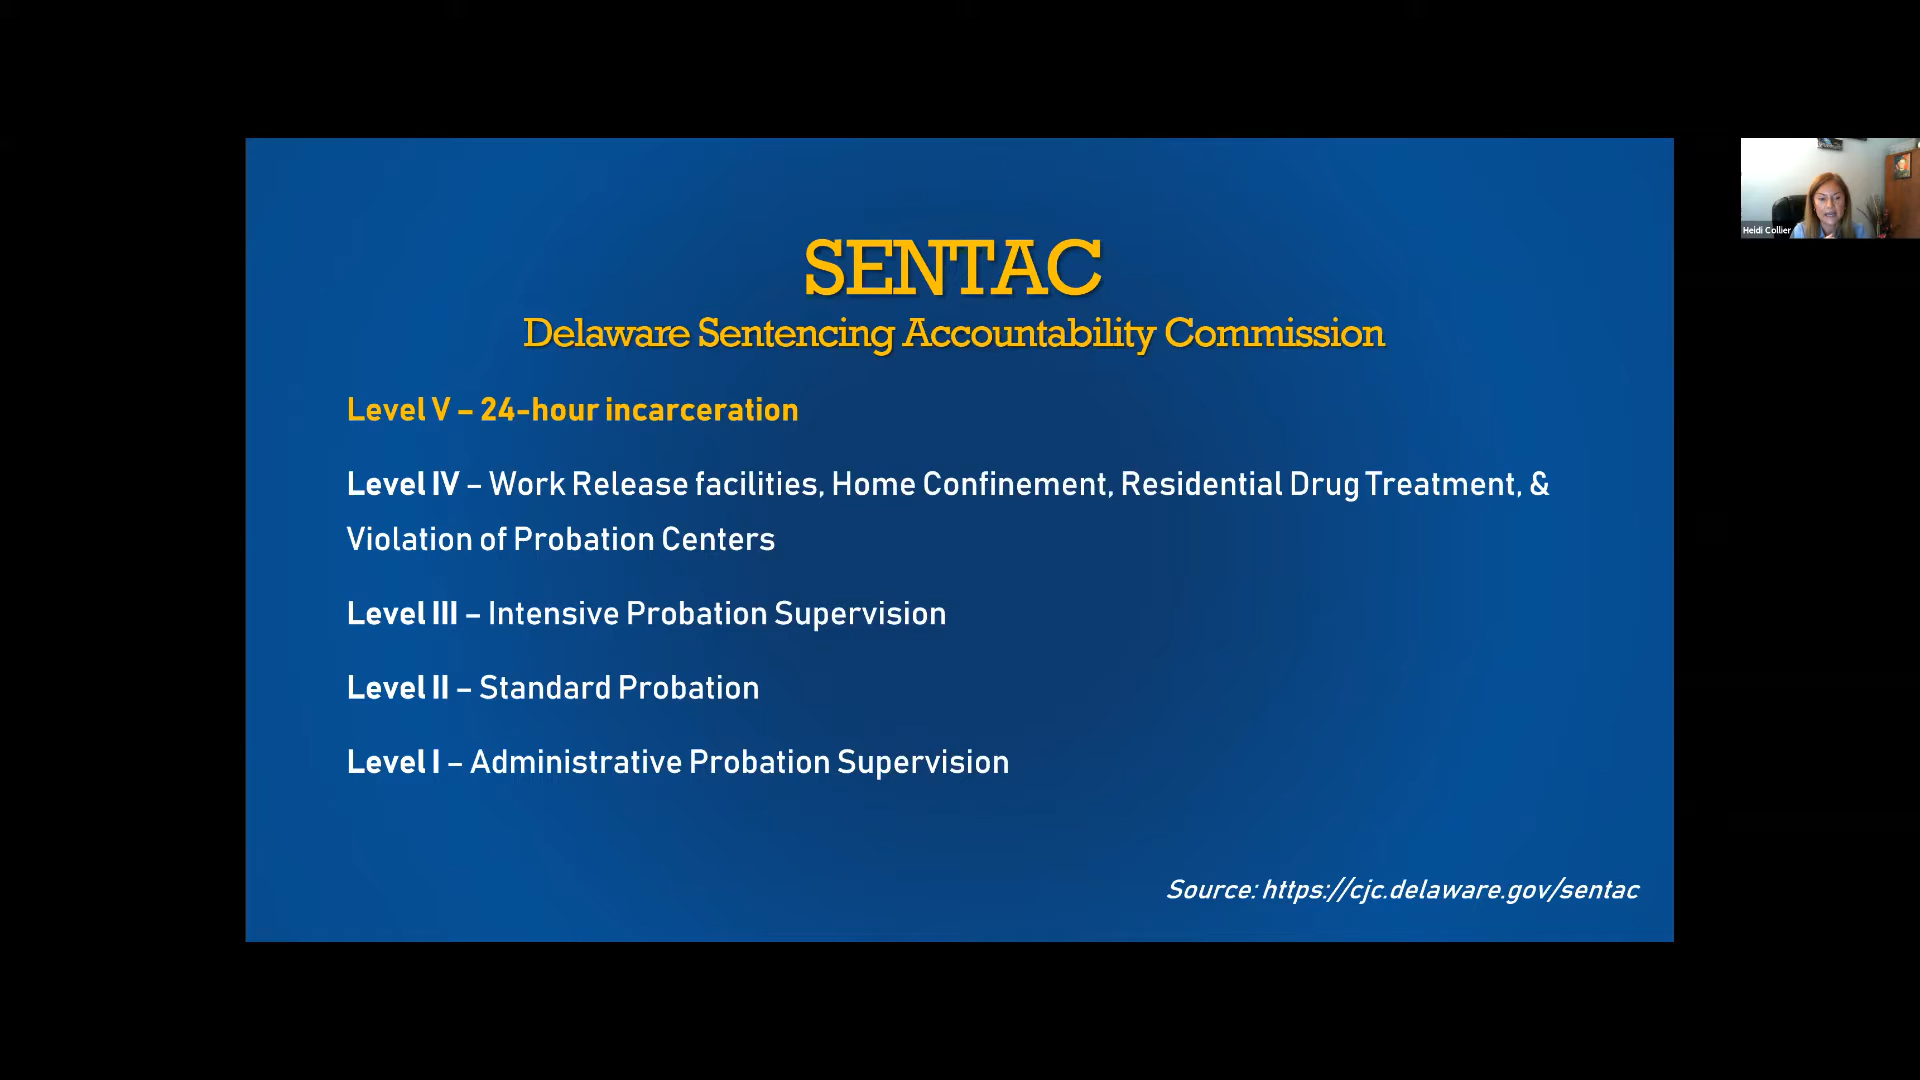 SENTAC
Delaware Sentencing Accountability Commission
Level V – 24-hour incarceration
Level IV – Work Release facilities, Home Confinement, Residential Drug Treatment, &
Violation of Probation Centers
Level III – Intensive Probation Supervision
Level II – Standard Probation
Level I – Administrative Probation Supervision
Source: https://cjc.delaware.gov/sentac
Heidi Collier